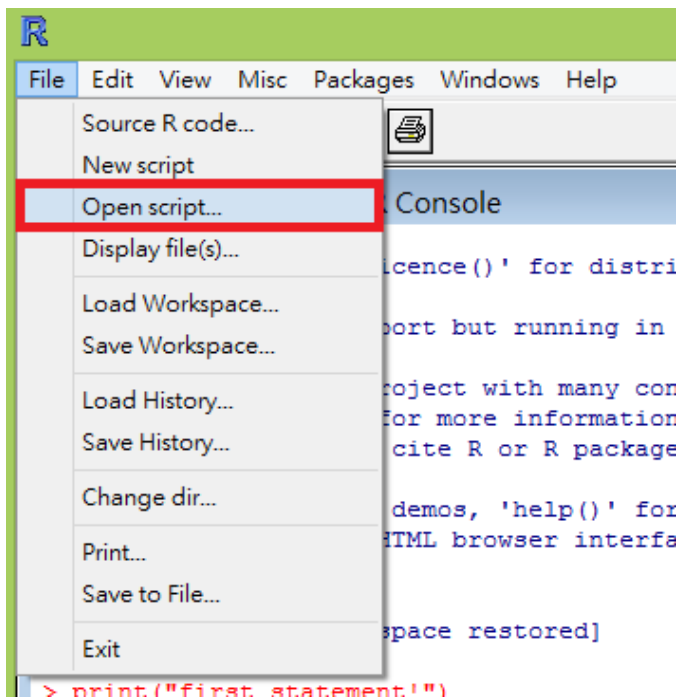 R
File Edit View Misc Packages Windows Help
Source R code...
New script
Open script...
Display file(s)...
Load Workspace...
Save Workspace...
Load History...
Save History...
Change dir...
Print...
Save to File...
Exit
Console
icence()' for distri
port but running in
roject with many con
for more information
cite R or R package
demos, 'help()' for
HTML browser interfa
space restored]
> print("first statement!")